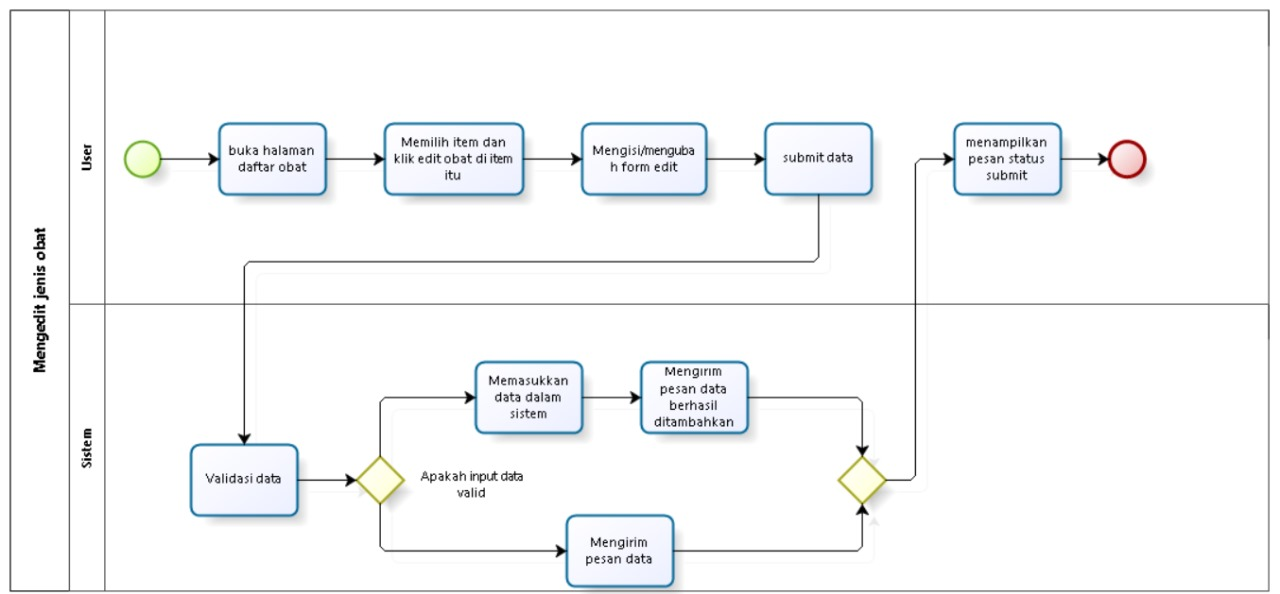 Mengedit jenis obat
User
buka halaman
daftar obat
Memilih item dan
klik edit obat di item
itu
Mengisi/menguba
h form edit
submit data
menampilkan
pesan status
submit
Sistem
Validasi data
Apakah input data
valid
Memasukkan
data dalam
sistem
Mengirim
pesan data
berhasil
ditambahkan
Mengirim
pesan data